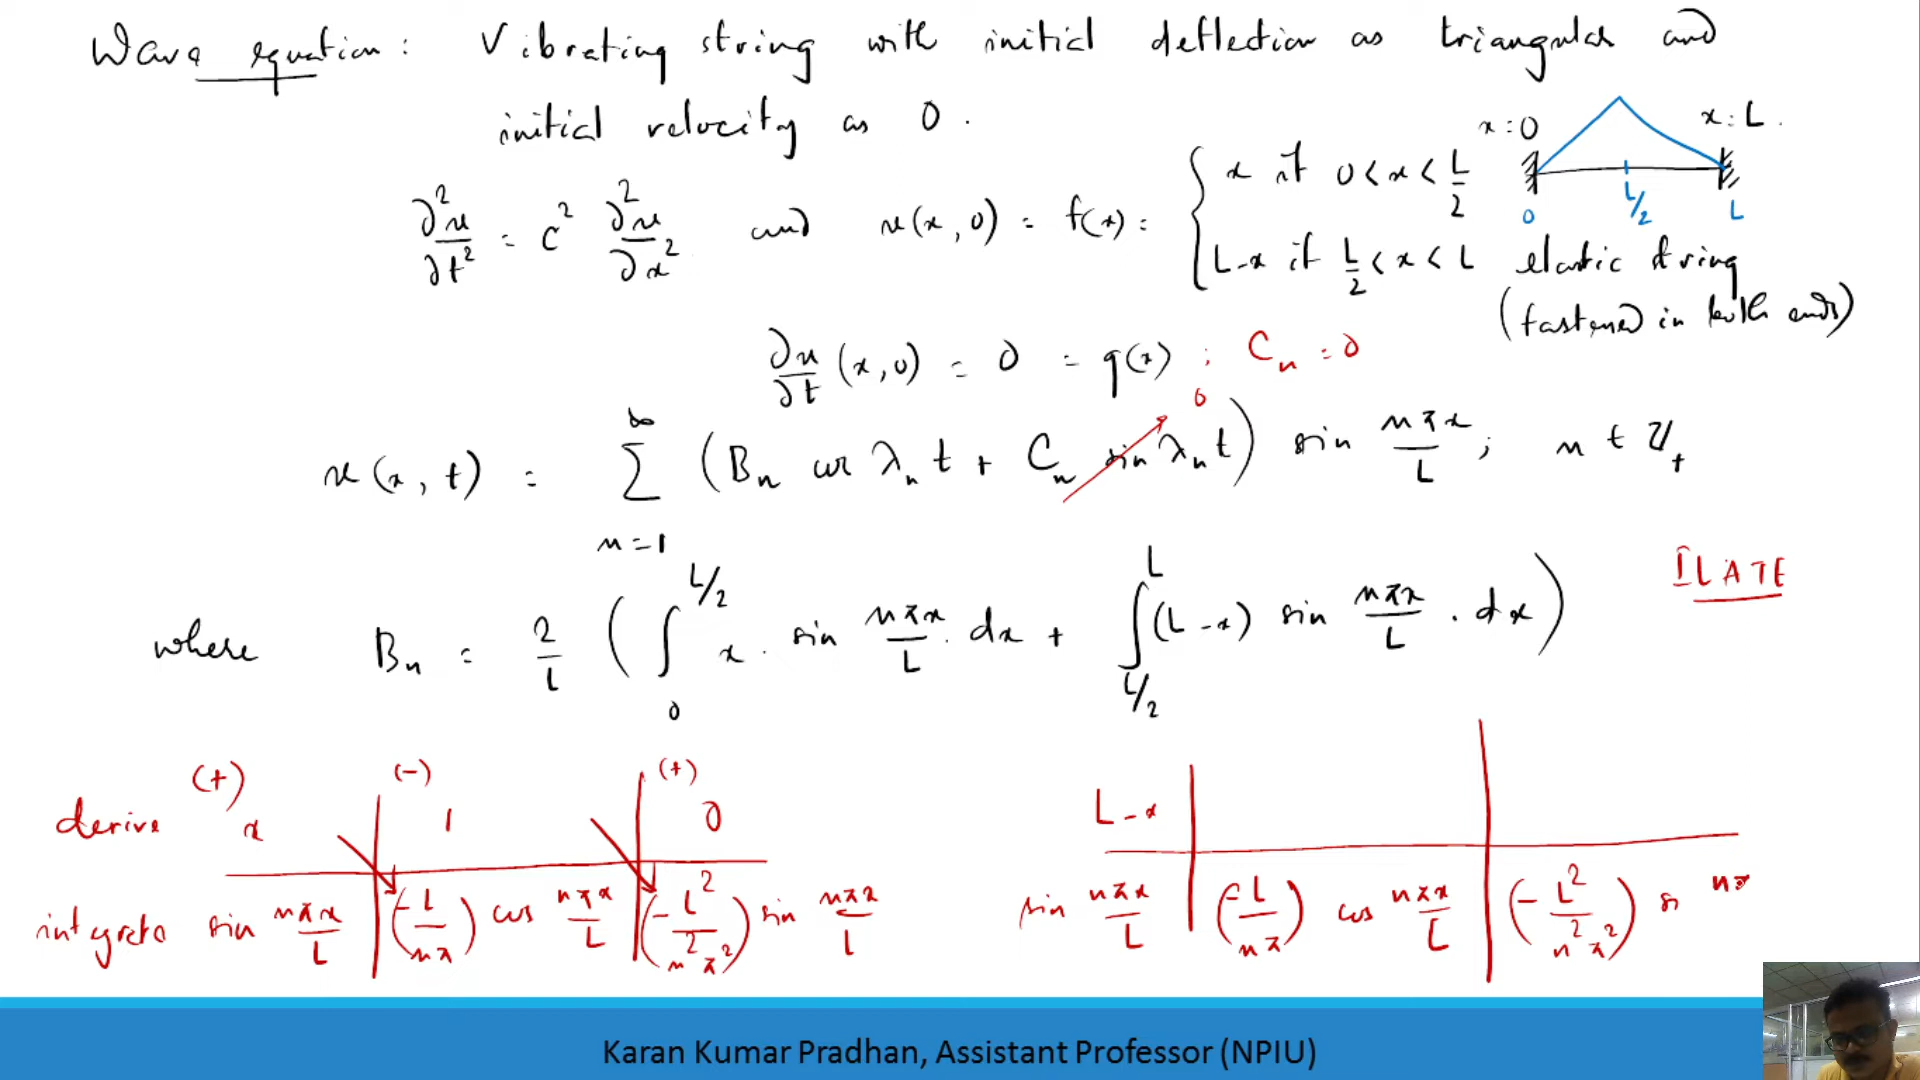 Wave equation: Vibrating string with initial deflection as triangular and
initial velocity as 0.
x=0 x=L.
0 L/2 L
∂²u/∂t² = c² ∂²u/∂x² and u(x,0) = f(x) = { x if 0<x<L/2
L-x if L/2<x<L
elastic string
(fastened in both ends)
∂u/∂t (x,0) = 0 = g(x) ; Cn = 0
u(x,t) = ∑ n=1 ∞ (Bn cos λn t + Cn sin λn t) sin nπx/L ; n ∈ Z+
0
where Bn = 2/L ( ∫ 0 L/2 x . sin nπx/L . dx + ∫ L/2 L (L-x) sin nπx/L . dx )
ILATE
(+) (-) (+)
derive x 1 0
integrate sin nπx/L (-L/nπ) cos nπx/L (-L²/n²π²) sin nπx/L
L-x
sin nπx/L (-L/nπ) cos nπx/L (-L²/n²π²) si nπ
Karan Kumar Pradhan, Assistant Professor (NPIU)